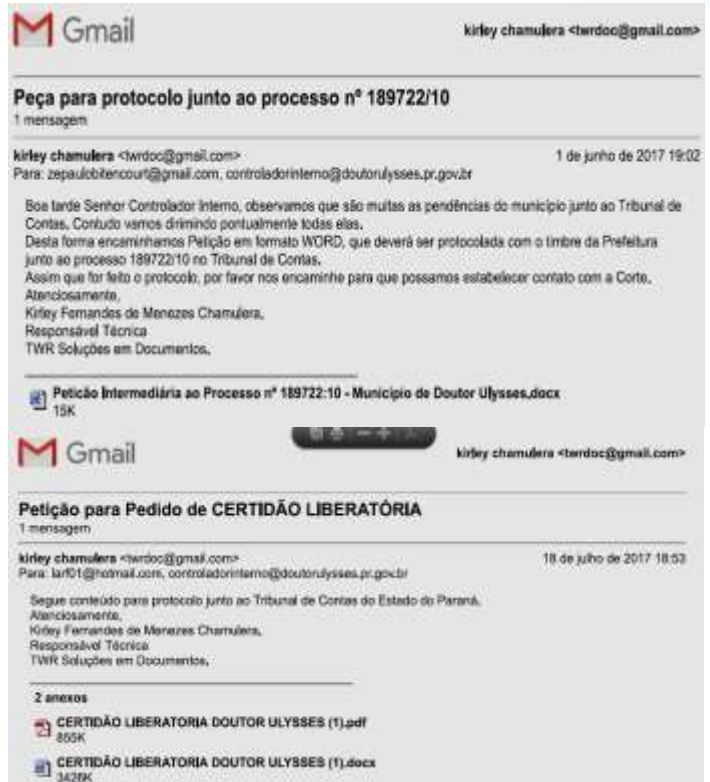 Gmail
kirley chamulera <twrdoc@gmail.com>
Peça para protocolo junto ao processo nº 189722/10
1 mensagem
kirley chamulera <twrdoc@gmail.com> 1 de junho de 2017 19:02
Para: zepaulobitencourt@gmail.com, controladorinterno@doutorulysses.pr.gov.br
Boa tarde Senhor Controlador Interno, observamos que são muitas as pendências do município junto ao Tribunal de
Contas. Contudo vamos dirimindo pontualmente todas elas.
Desta forma encaminhamos Petição em formato WORD, que deverá ser protocolada com o timbre da Prefeitura
junto ao processo 189722/10 no Tribunal de Contas.
Assim que for feito o protocolo, por favor nos encaminhe para que possamos estabelecer contato com a Corte.
Atenciosamente,
Kirley Fernandes de Menezes Chamulera,
Responsável Técnica
TWR Soluções em Documentos.
Petição Intermediária ao Processo nº 189722:10 - Município de Doutor Ulysses.docx
15K
Gmail
kirley chamulera <twrdoc@gmail.com>
Petição para Pedido de CERTIDÃO LIBERATÓRIA
1 mensagem
kirley chamulera <twrdoc@gmail.com> 18 de julho de 2017 18:53
Para: larf01@hotmail.com, controladorinterno@doutorulysses.pr.gov.br
Segue conteúdo para protocolo junto ao Tribunal de Contas do Estado do Paraná.
Atenciosamente,
Kirley Fernandes de Menezes Chamulera,
Responsável Técnica
TWR Soluções em Documentos.
2 anexos
CERTIDÃO LIBERATORIA DOUTOR ULYSSES (1).pdf
855K
CERTIDÃO LIBERATORIA DOUTOR ULYSSES (1).docx
3426K